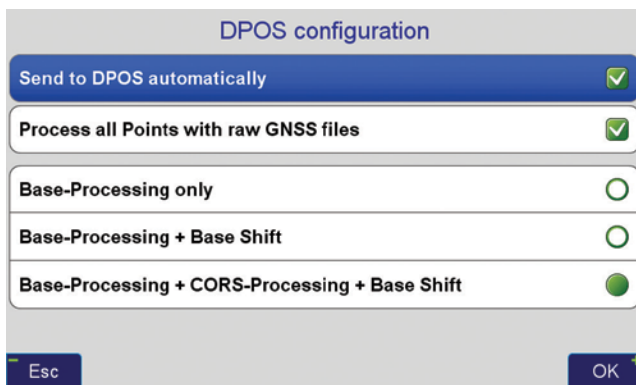 DPOS configuration
Send to DPOS automatically
Process all Points with raw GNSS files
Base-Processing only
Base-Processing + Base Shift
Base-Processing + CORS-Processing + Base Shift
Esc
OK